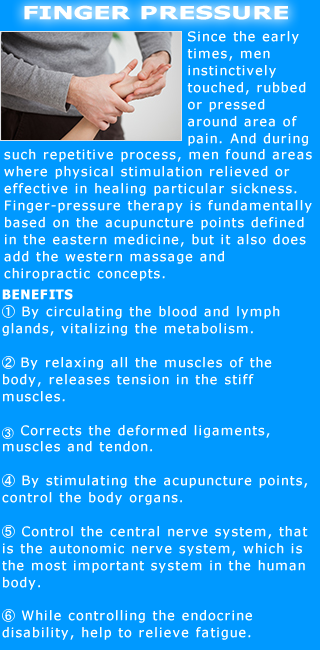 FINGER PRESSURE
Since the early
times, men
instinctively
touched, rubbed
or pressed
around area of
pain. And during
such repetitive process, men found areas
where physical stimulation relieved or
effective in healing particular sickness.
Finger-pressure therapy is fundamentally
based on the acupuncture points defined
in the eastern medicine, but it also does
add the western massage and
chiropractic concepts.
BENEFITS
① By circulating the blood and lymph
glands, vitalizing the metabolism.
② By relaxing all the muscles of the
body, releases tension in the stiff
muscles.
③ Corrects the deformed ligaments,
muscles and tendon.
④ By stimulating the acupuncture points,
control the body organs.
⑤ Control the central nerve system, that
is the autonomic nerve system, which is
the most important system in the human
body.
⑥ While controlling the endocrine
disability, help to relieve fatigue.